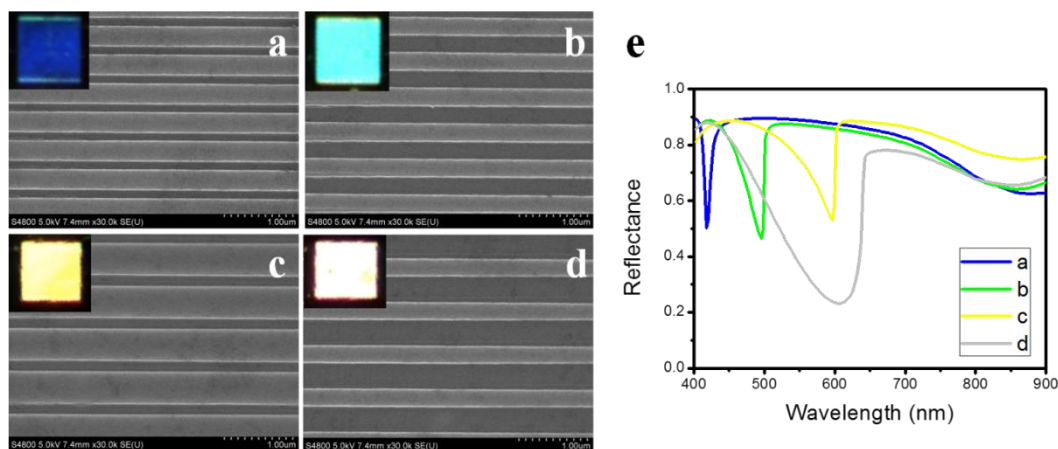 a
S4800 5.0kV 7.4mm x30.0k SE(U)
1.00um
b
S4800 5.0kV 7.4mm x30.0k SE(U)
1.00um
c
S4800 5.0kV 7.4mm x30.0k SE(U)
1.00um
d
S4800 5.0kV 7.4mm x30.0k SE(U)
1.00um
e
Reflectance
1.0
0.8
0.6
0.4
0.2
0.0
a
b
c
d
400 500 600 700 800 900
Wavelength (nm)